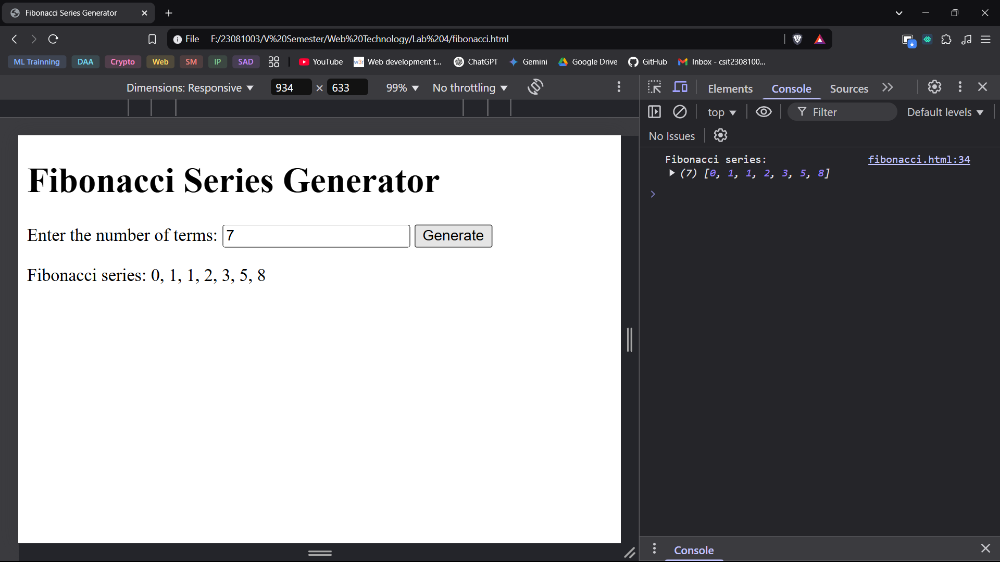 Fibonacci Series Generator
File F:/23081003/V%20Semester/Web%20Technology/Lab%204/fibonacci.html
ML Trainning DAA Crypto Web SM IP SAD YouTube w3r Web development t... ChatGPT Gemini Google Drive GitHub Inbox - csit2308100...
Dimensions: Responsive 934 × 633 99% No throttling
Elements Console Sources
top Filter Default levels
No Issues
Fibonacci series: fibonacci.html:34
(7) [0, 1, 1, 2, 3, 5, 8]
Fibonacci Series Generator
Enter the number of terms: 7 Generate
Fibonacci series: 0, 1, 1, 2, 3, 5, 8
Console